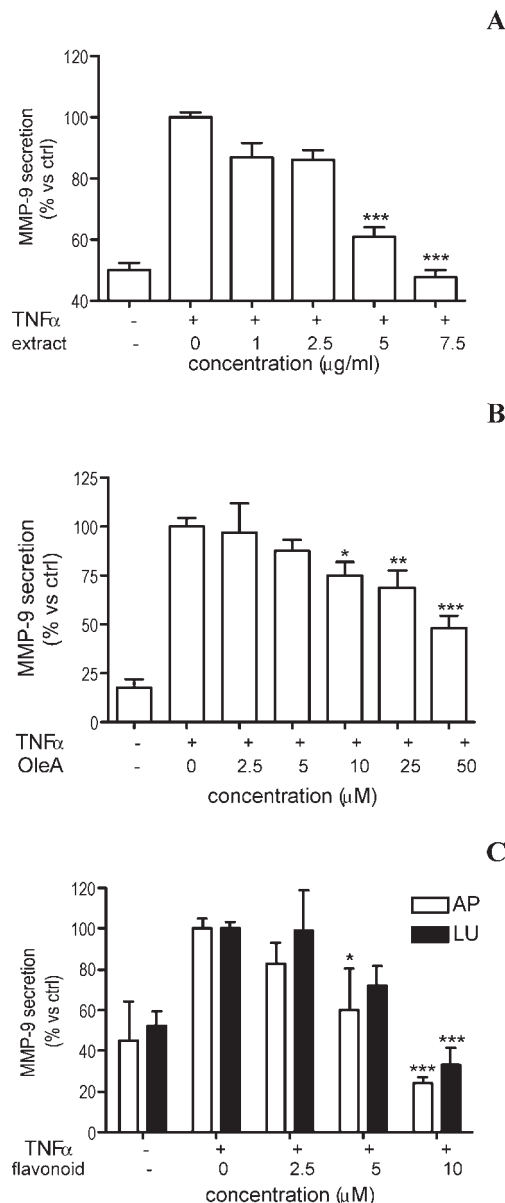 A
MMP-9 secretion
(% vs ctrl)
120
100
80
60
40
***
***
TNFα - + + + + +
extract - 0 1 2.5 5 7.5
concentration (μg/ml)
B
MMP-9 secretion
(% vs ctrl)
125
100
75
50
25
0
*
**
***
TNFα - + + + + + +
OleA - 0 2.5 5 10 25 50
concentration (μM)
C
MMP-9 secretion
(% vs ctrl)
120
100
80
60
40
20
0
AP
LU
*
***
***
TNFα - + + + +
flavonoid - 0 2.5 5 10
concentration (μM)